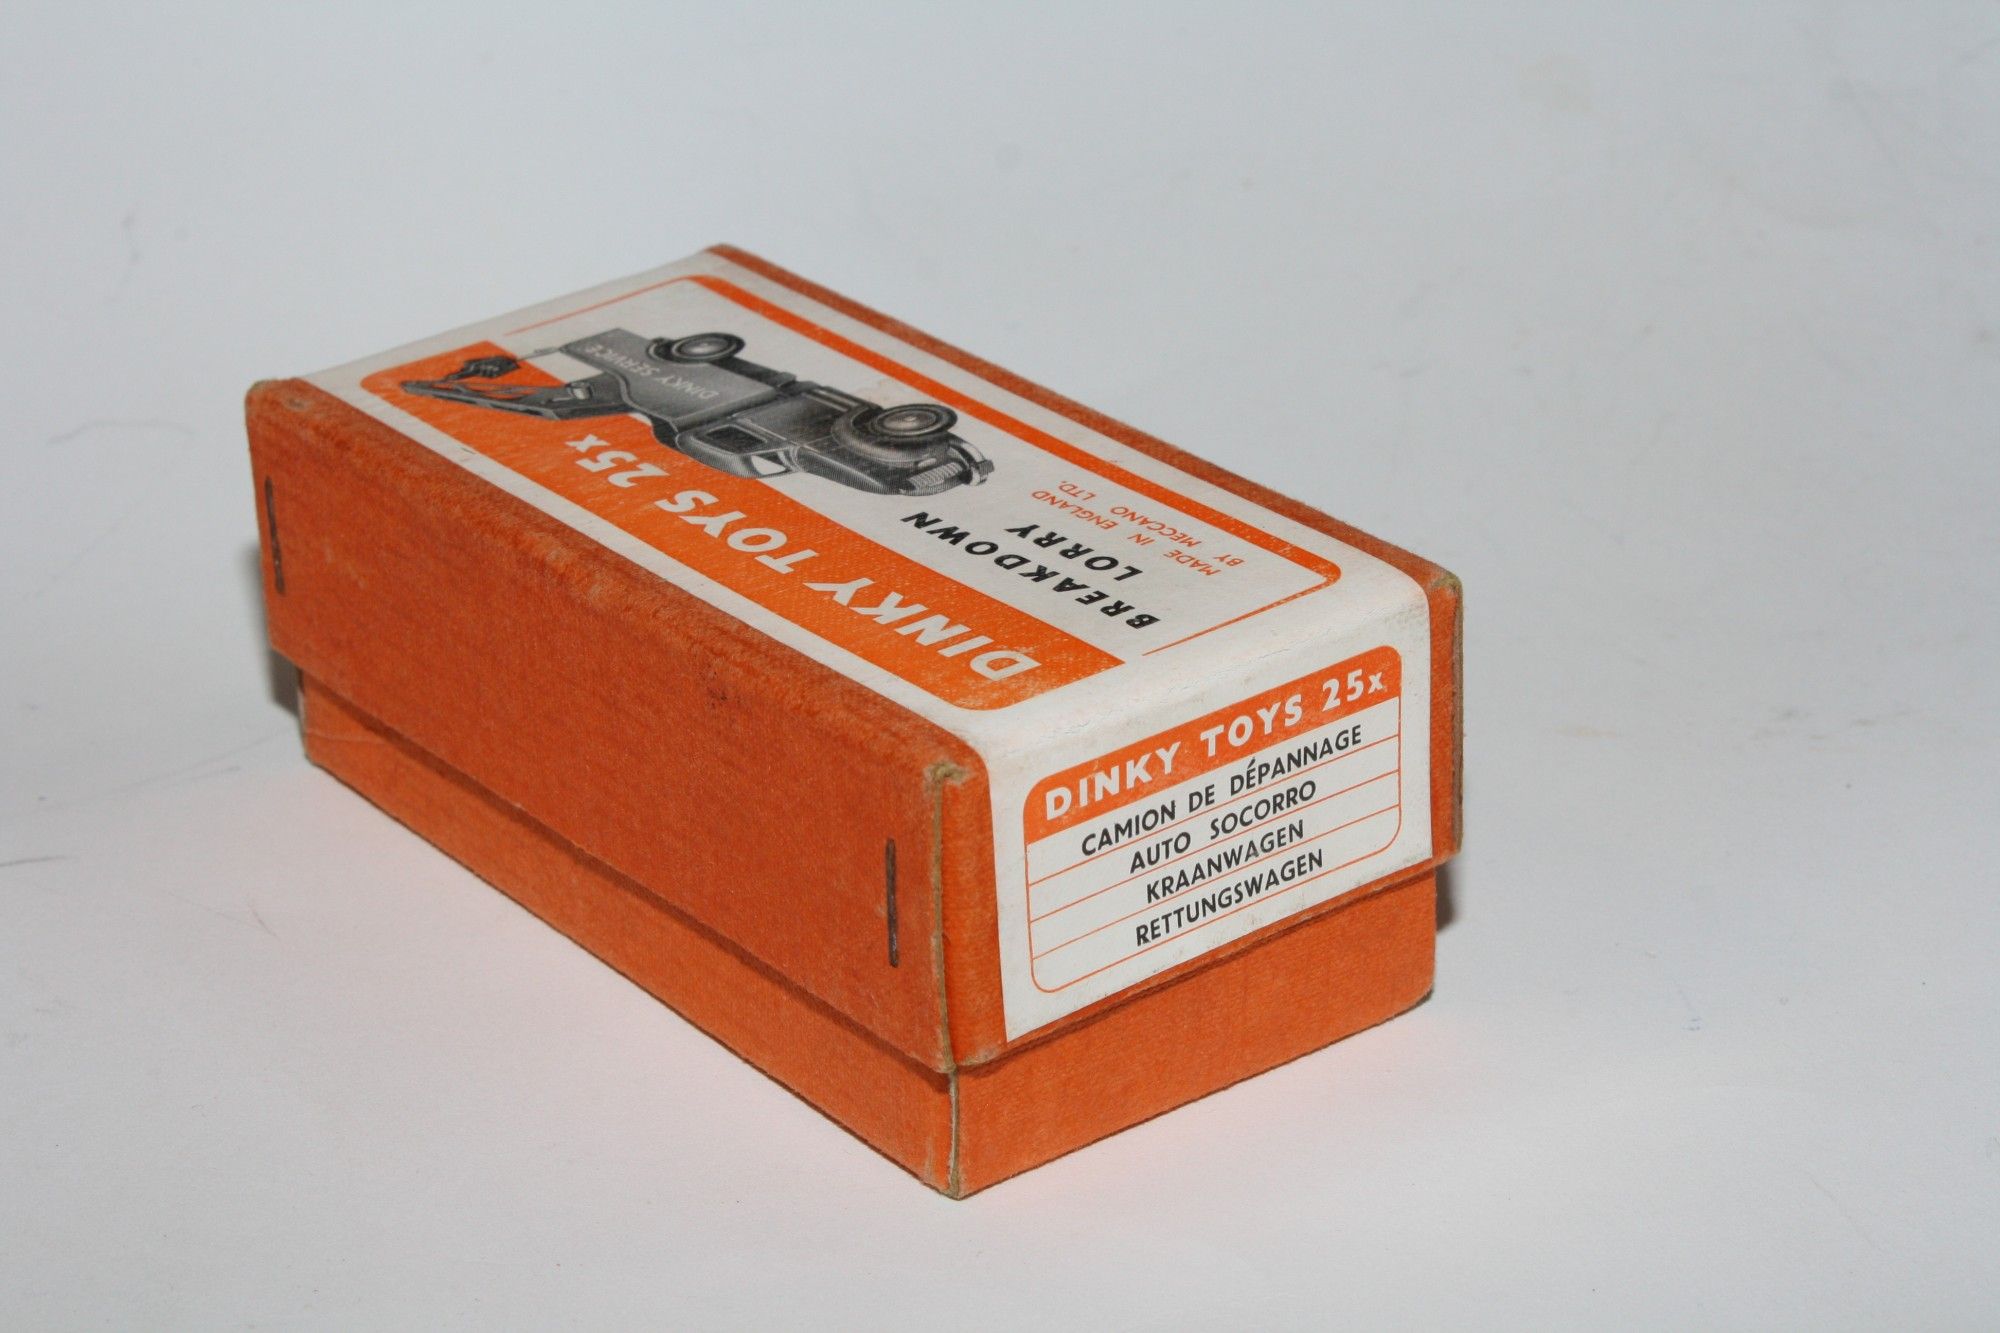 DINKY TOYS 25x
DINKY SERVICE
BREAKDOWN
LORRY
MADE IN ENGLAND
BY MECCANO LTD.
DINKY TOYS 25x
CAMION DE DÉPANNAGE
AUTO SOCORRO
KRAANWAGEN
RETTUNGSWAGEN